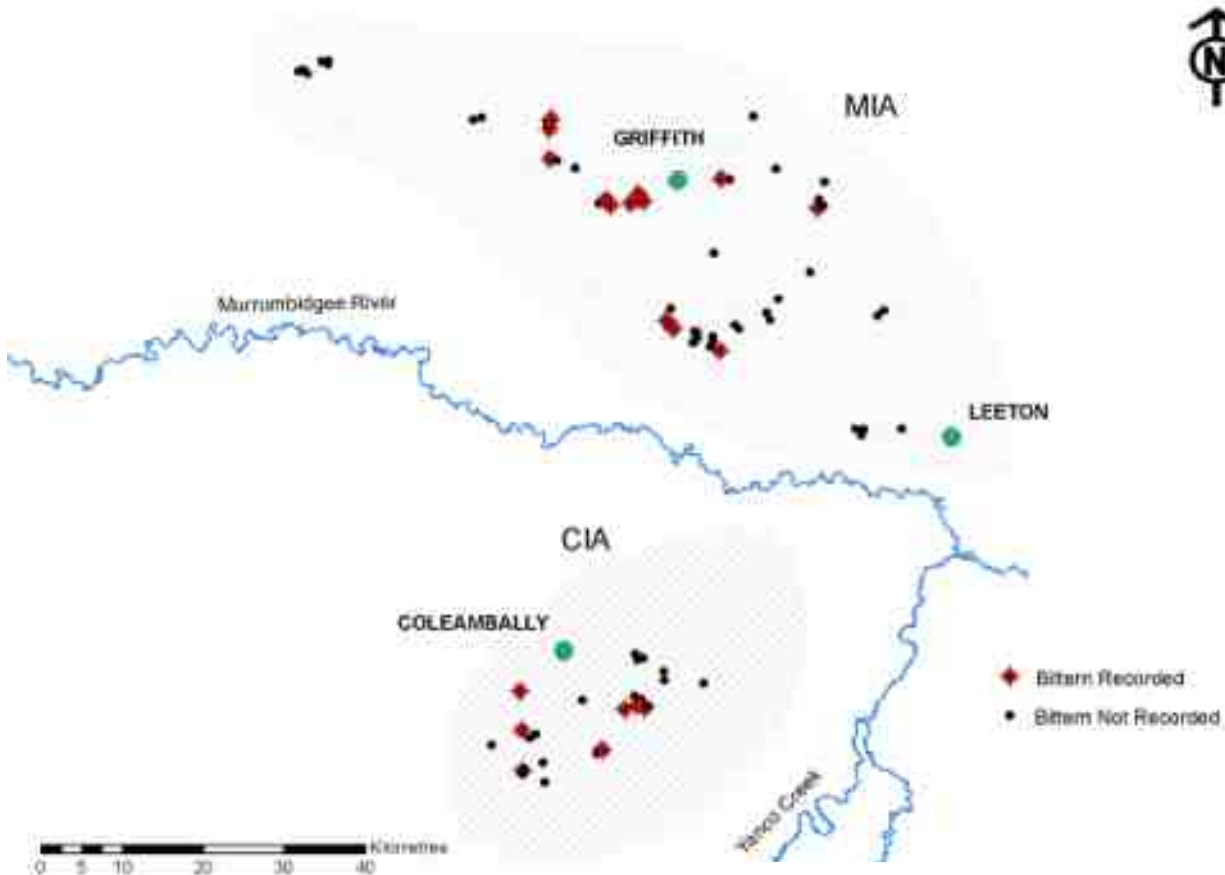 N
MIA
GRIFFITH
Murrumbidgee River
LEETON
CIA
COLEAMBALLY
Bittern Recorded
Bittern Not Recorded
Yanco Creek
Kilometres
0 5 10 20 30 40